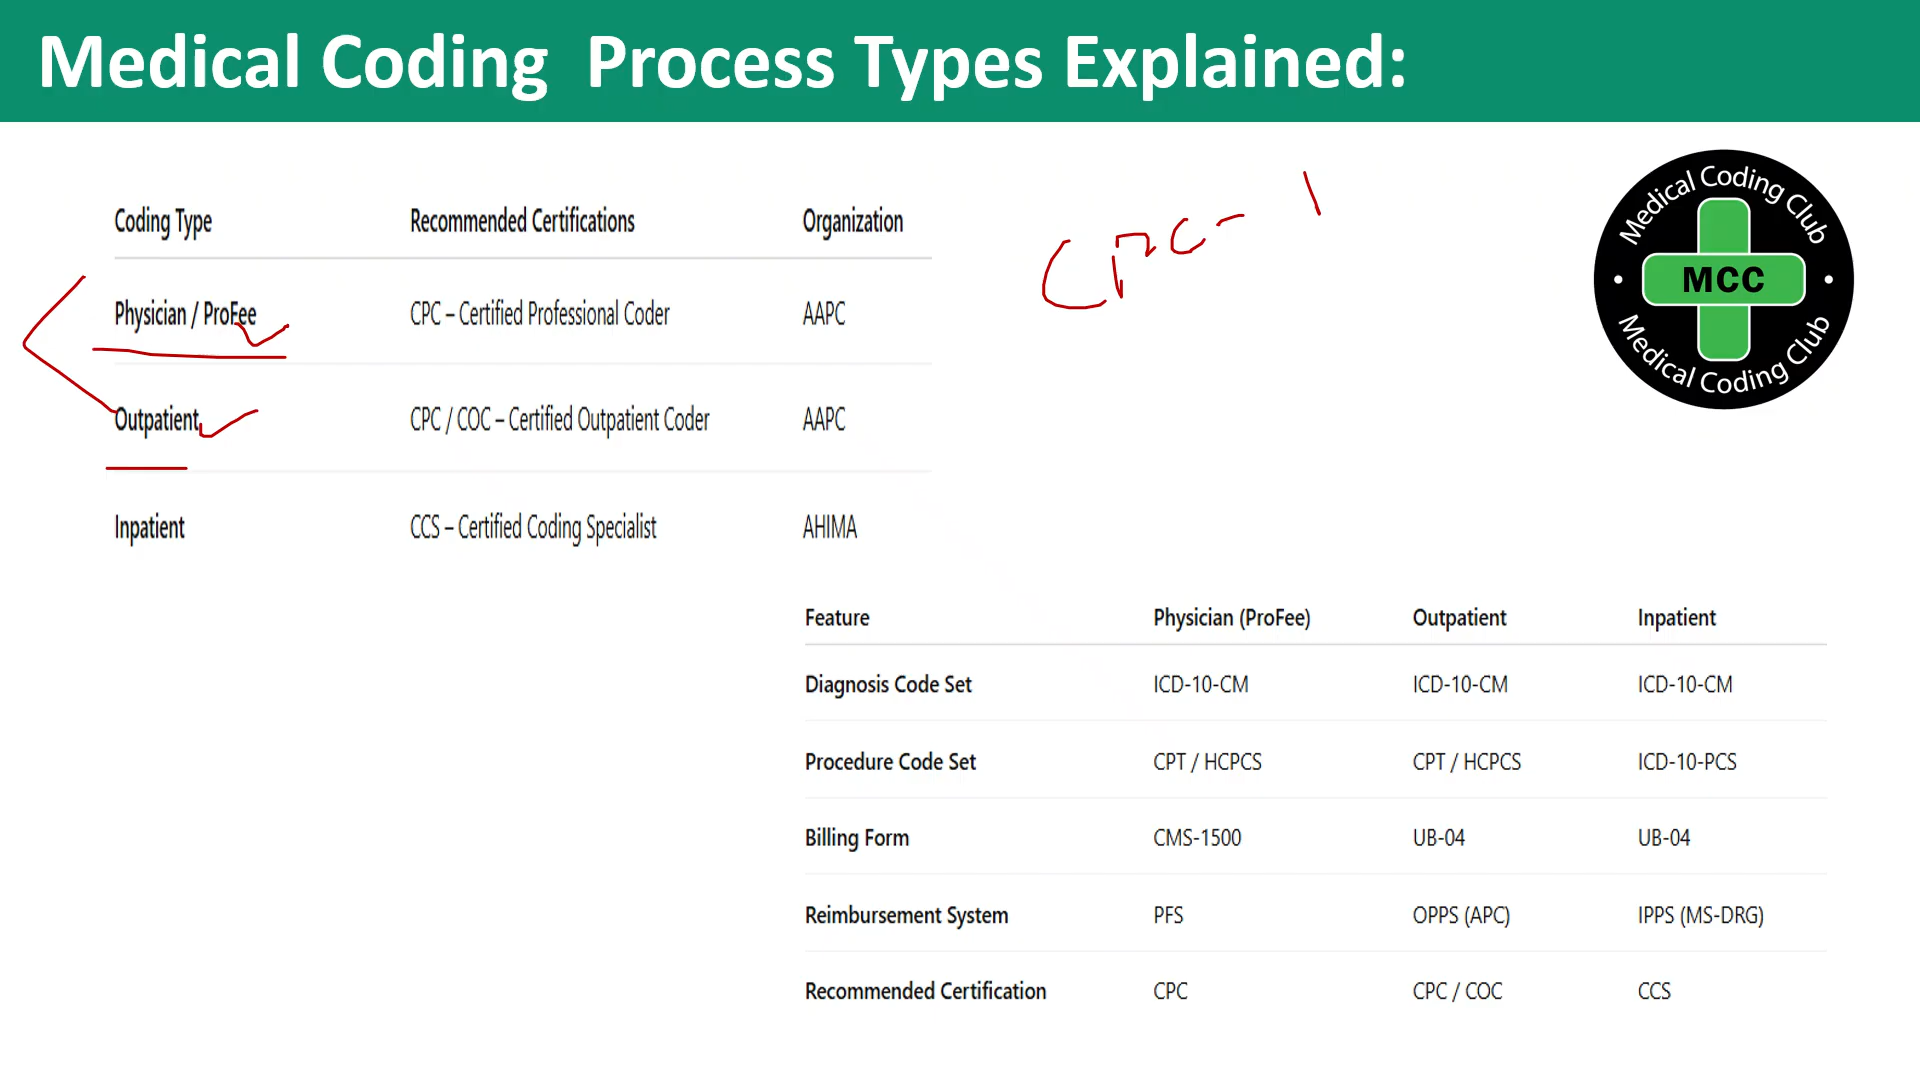 Medical Coding Process Types Explained:
Coding Type Recommended Certifications Organization
Physician / ProFee CPC – Certified Professional Coder AAPC
Outpatient CPC / COC – Certified Outpatient Coder AAPC
Inpatient CCS – Certified Coding Specialist AHIMA
CPC- 1
Medical Coding Club
MCC
Medical Coding Club
Feature Physician (ProFee) Outpatient Inpatient
Diagnosis Code Set ICD-10-CM ICD-10-CM ICD-10-CM
Procedure Code Set CPT / HCPCS CPT / HCPCS ICD-10-PCS
Billing Form CMS-1500 UB-04 UB-04
Reimbursement System PFS OPPS (APC) IPPS (MS-DRG)
Recommended Certification CPC CPC / COC CCS